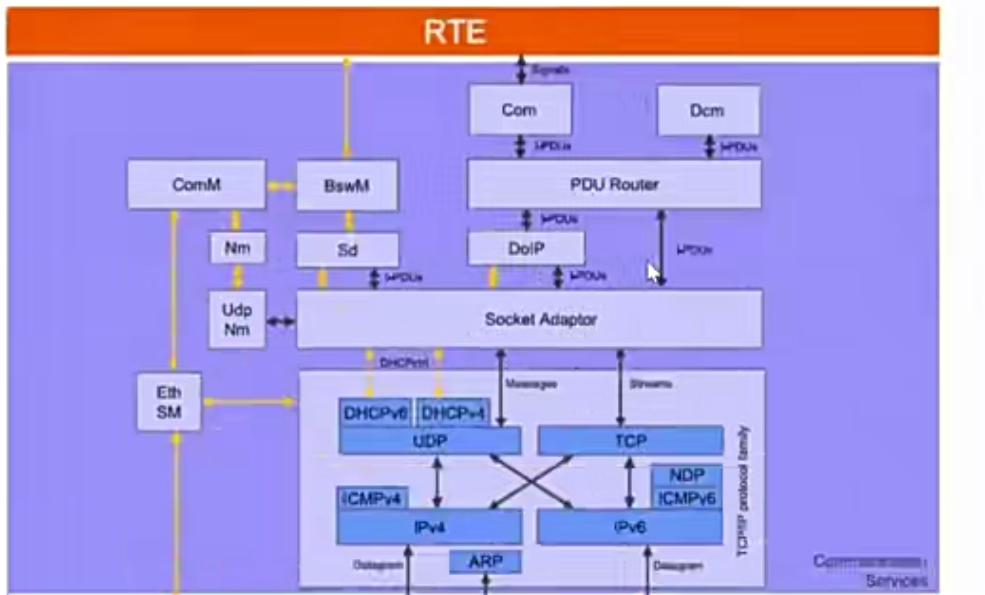 RTE
Signals
Com
Dcm
I-PDUs
I-PDUs
ComM
BswM
PDU Router
I-PDUs
Nm
Sd
DoIP
I-PDUs
I-PDUs
I-PDUs
Udp
Nm
Socket Adaptor
DHCPctrl
Messages
Streams
Eth
SM
DHCPv6
DHCPv4
UDP
TCP
NDP
ICMPv4
ICMPv6
IPv4
IPv6
TCP/IP protocol family
Datagram
ARP
Datagram
Services